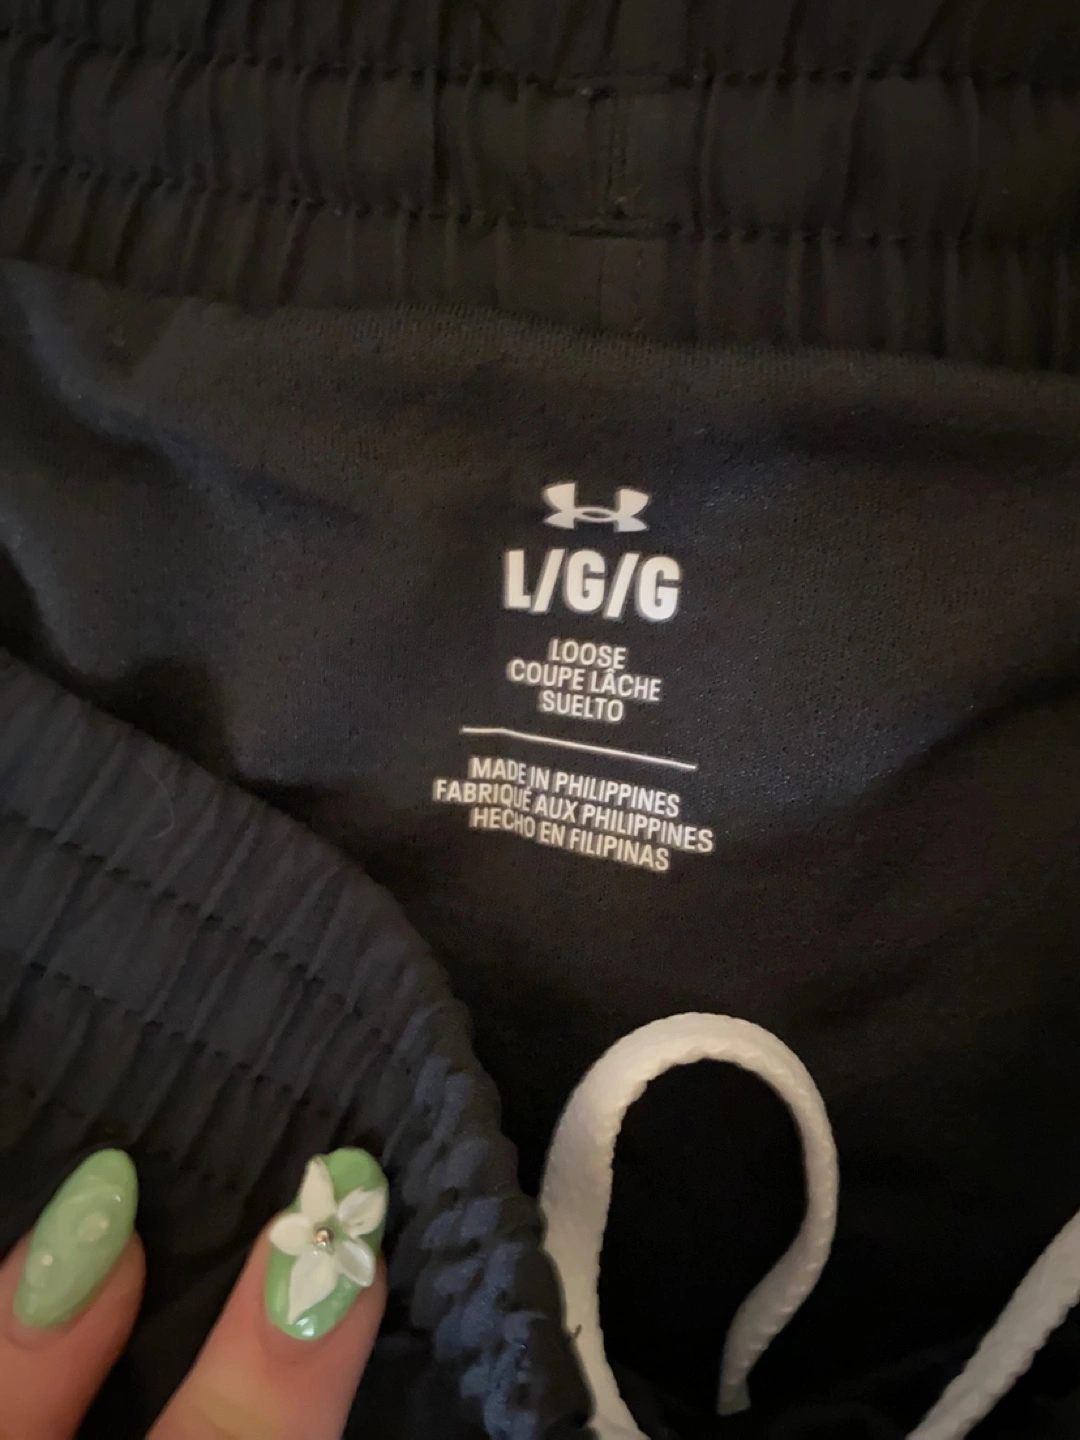 L/G/G
LOOSE
COUPE LÂCHE
SUELTO
MADE IN PHILIPPINES
FABRIQUÉ AUX PHILIPPINES
HECHO EN FILIPINAS